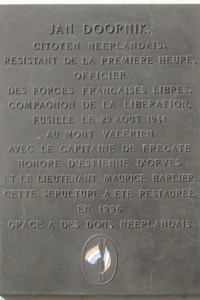 JAN DOORNIK,
CITOYEN NEERLANDAIS,
RESISTANT DE LA PREMIERE HEURE,
OFFICIER
DES FORCES FRANCAISES LIBRES,
COMPAGNON DE LA LIBERATION,
FUSILLE LE 29 AOUT 1941
AU MONT VALERIEN
AVEC LE CAPITAINE DE FREGATE
HONORE D'ESTIENNE D'ORVES
ET LE LIEUTENANT MAURICE BARLIER.
CETTE SEPULTURE A ETE RESTAUREE
EN 1996
GRACE A DES DONS NEERLANDAIS.